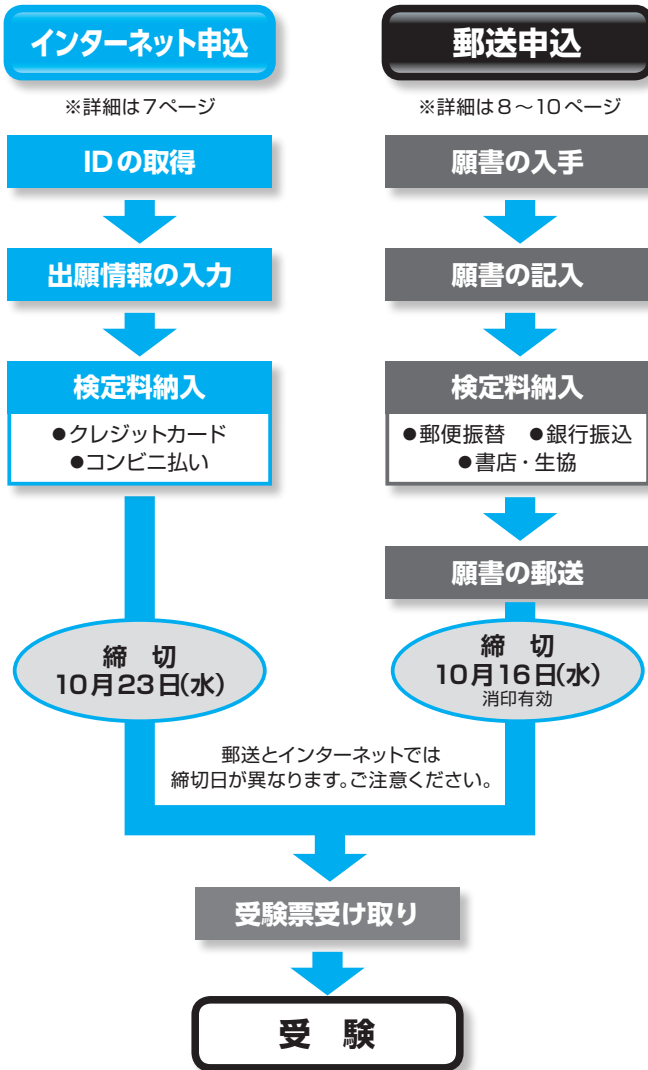 インターネット申込
※詳細は7ページ
IDの取得
出願情報の入力
検定料納入
●クレジットカード
●コンビニ払い
締 切
10月23日(水)
郵送申込
※詳細は8～10ページ
願書の入手
願書の記入
検定料納入
●郵便振替 ●銀行振込
●書店・生協
願書の郵送
締 切
10月16日(水)
消印有効
郵送とインターネットでは
締切日が異なります。ご注意ください。
受験票受け取り
受 験